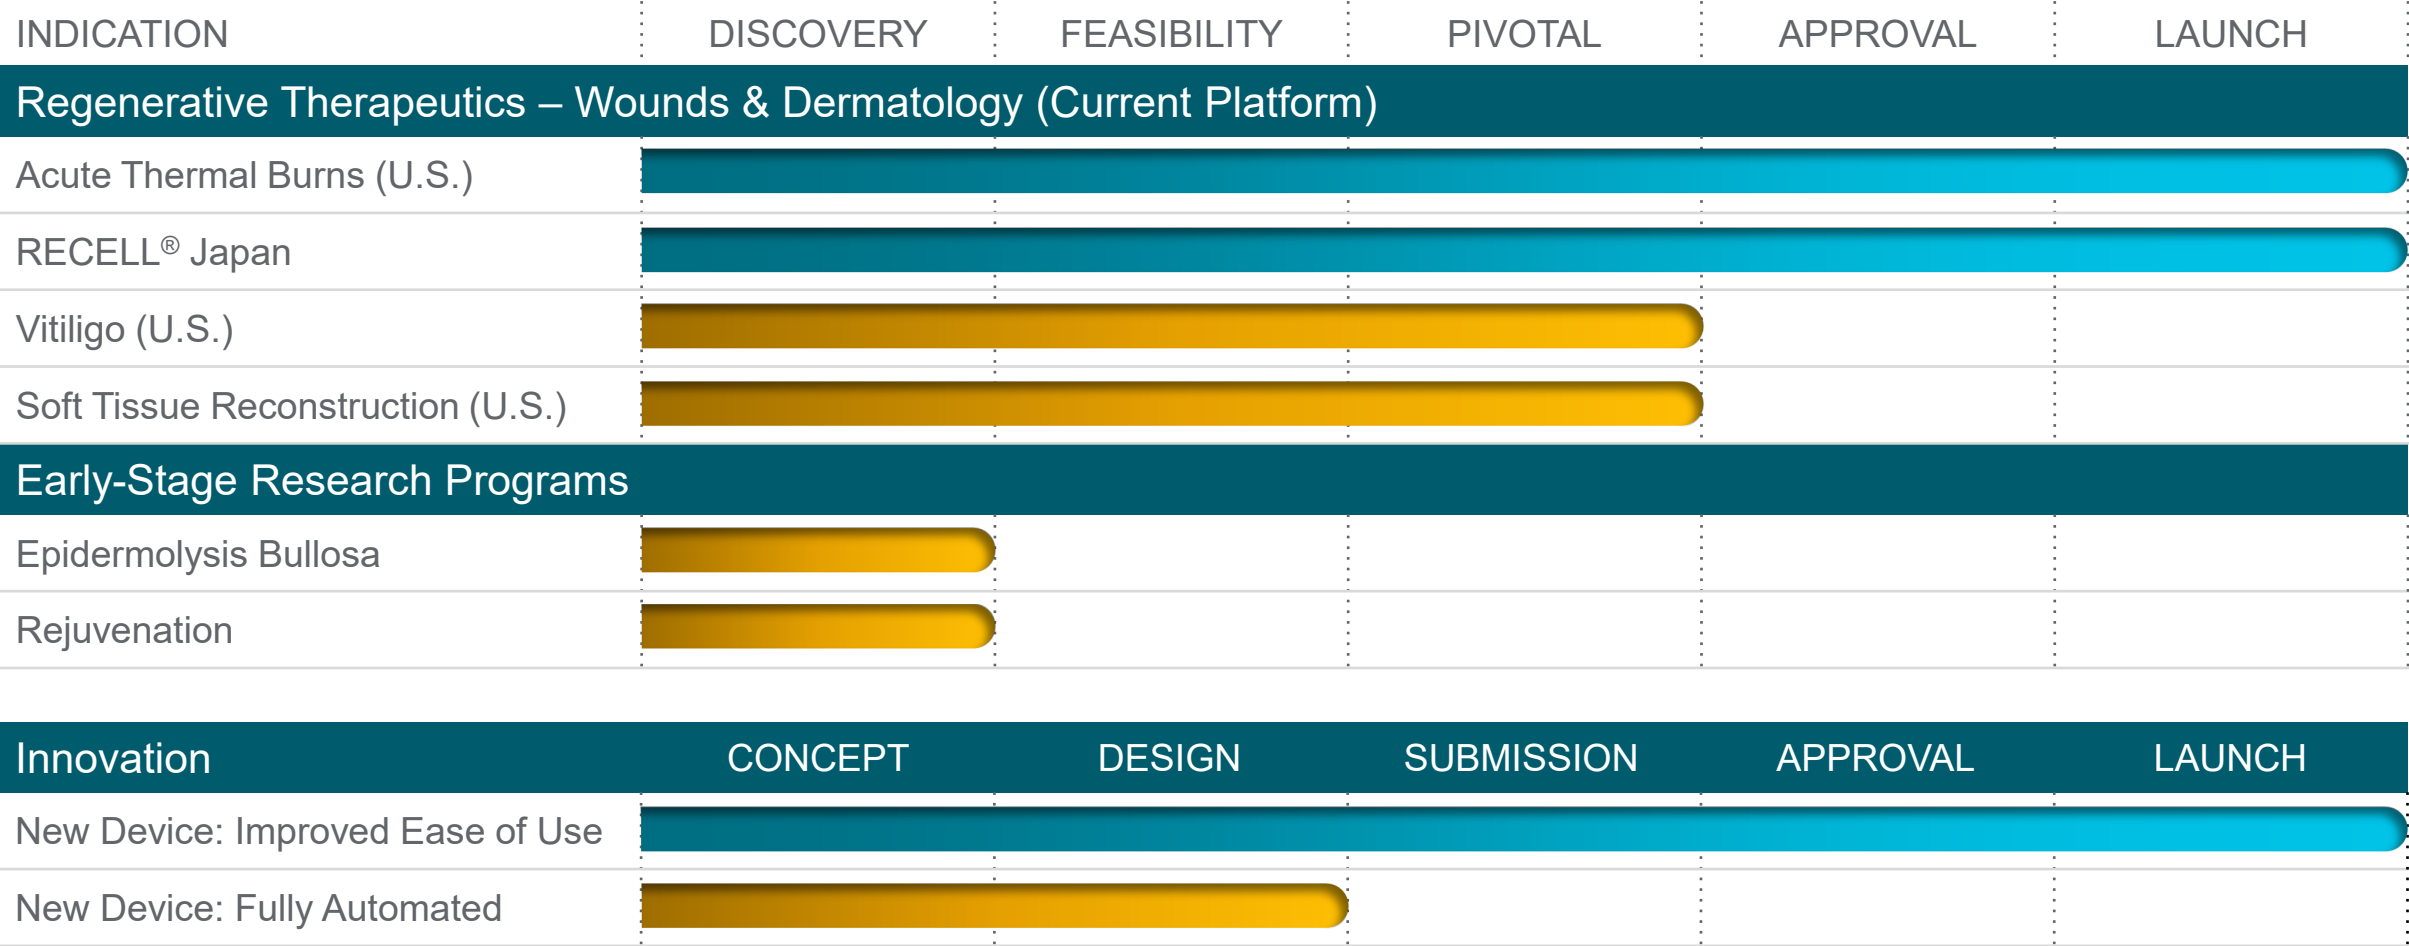 INDICATION DISCOVERY FEASIBILITY PIVOTAL APPROVAL LAUNCH
Regenerative Therapeutics – Wounds & Dermatology (Current Platform)
Acute Thermal Burns (U.S.)
RECELL® Japan
Vitiligo (U.S.)
Soft Tissue Reconstruction (U.S.)
Early-Stage Research Programs
Epidermolysis Bullosa
Rejuvenation
Innovation CONCEPT DESIGN SUBMISSION APPROVAL LAUNCH
New Device: Improved Ease of Use
New Device: Fully Automated